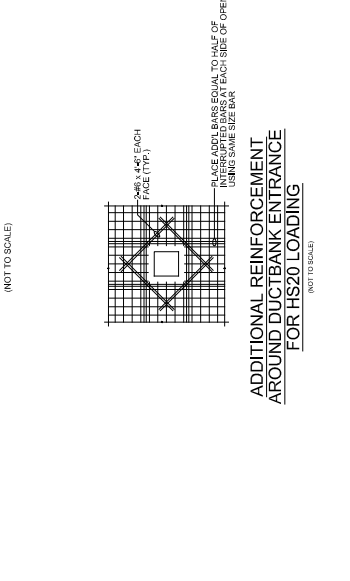 (NOT TO SCALE)
2-#6 x 4'-6" EACH
FACE (TYP.)
PLACE ADD'L BARS EQUAL TO HALF OF
INTERRUPTED BARS AT EACH SIDE OF
USING SAME SIZE BAR
ADDITIONAL REINFORCEMENT
AROUND DUCTBANK ENTRANCE
FOR HS20 LOADING
(NOT TO SCALE)